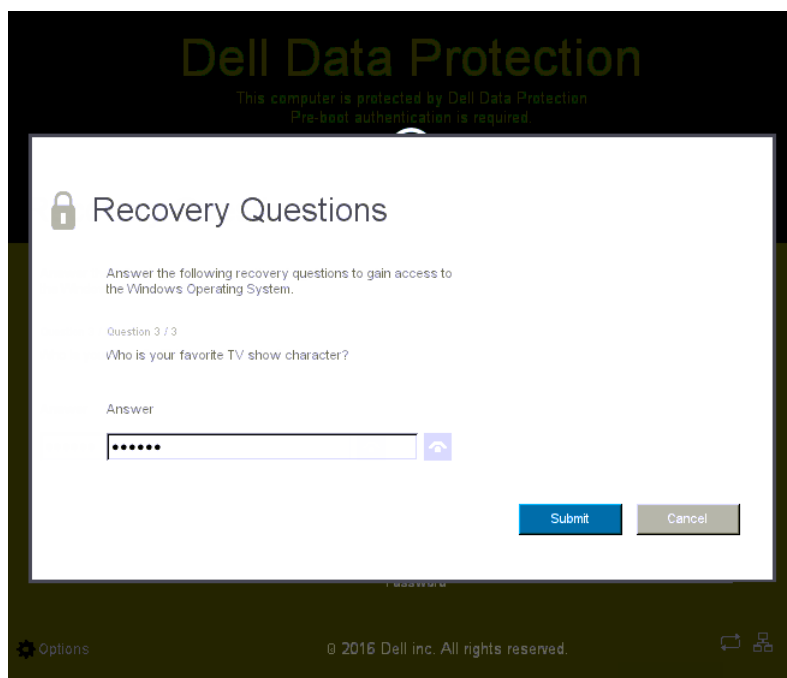 Dell Data Protection
This computer is protected by Dell Data Protection
Pre-boot authentication is required.
Recovery Questions
Answer the following recovery questions to gain access to
the Windows Operating System.
Question 3 / 3
Who is your favorite TV show character?
Answer
••••••
Submit
Cancel
Password
Options
© 2016 Dell inc. All rights reserved.